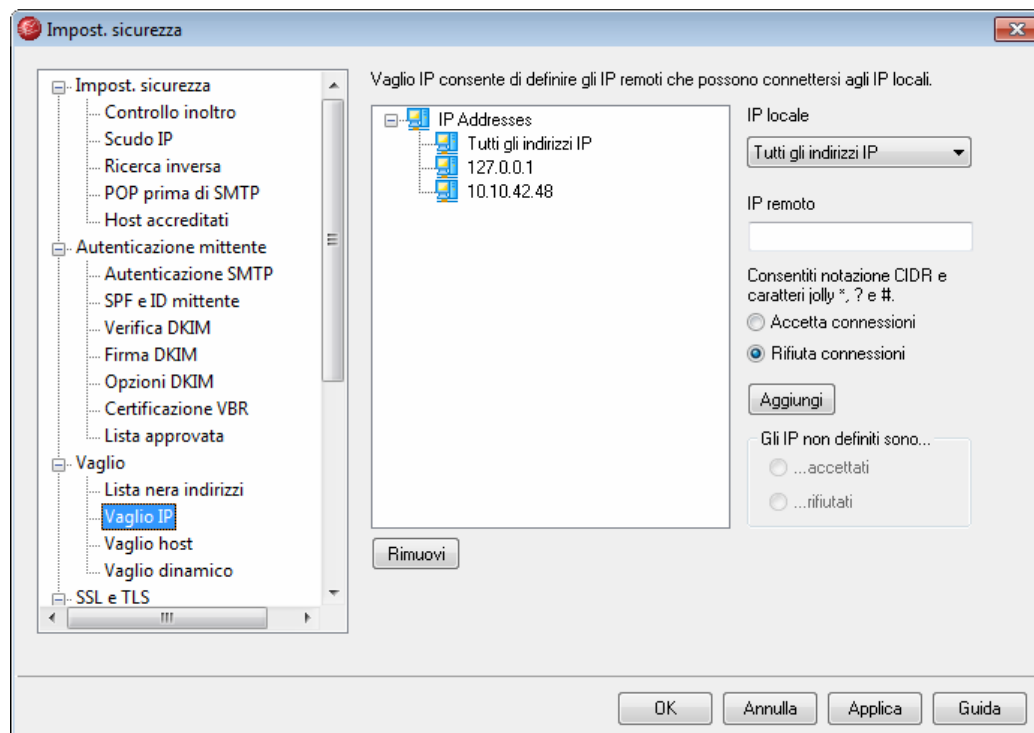 Impost. sicurezza
Impost. sicurezza
Controllo inoltro
Scudo IP
Ricerca inversa
POP prima di SMTP
Host accreditati
Autenticazione mittente
Autenticazione SMTP
SPF e ID mittente
Verifica DKIM
Firma DKIM
Opzioni DKIM
Certificazione VBR
Lista approvata
Vaglio
Lista nera indirizzi
Vaglio IP
Vaglio host
Vaglio dinamico
SSL e TLS
Vaglio IP consente di definire gli IP remoti che possono connettersi agli IP locali.
IP Addresses
Tutti gli indirizzi IP
127.0.0.1
10.10.42.48
Rimuovi
IP locale
Tutti gli indirizzi IP
IP remoto
Consentiti notazione CIDR e
caratteri jolly *, ? e #.
Accetta connessioni
Rifiuta connessioni
Aggiungi
Gli IP non definiti sono...
...accettati
...rifiutati
OK
Annulla
Applica
Guida